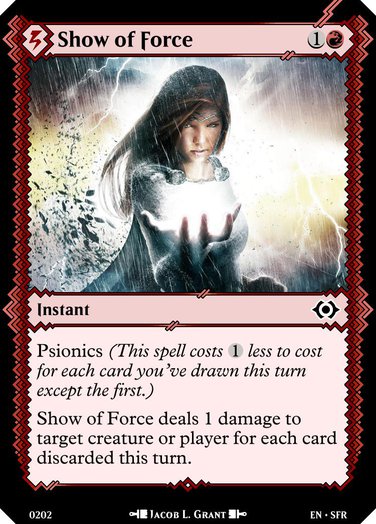 Show of Force 1
Instant
Psionics (This spell costs 1 less to cost
for each card you've drawn this turn
except the first.)
Show of Force deals 1 damage to
target creature or player for each card
discarded this turn.
0202 Jacob L. Grant EN • SFR